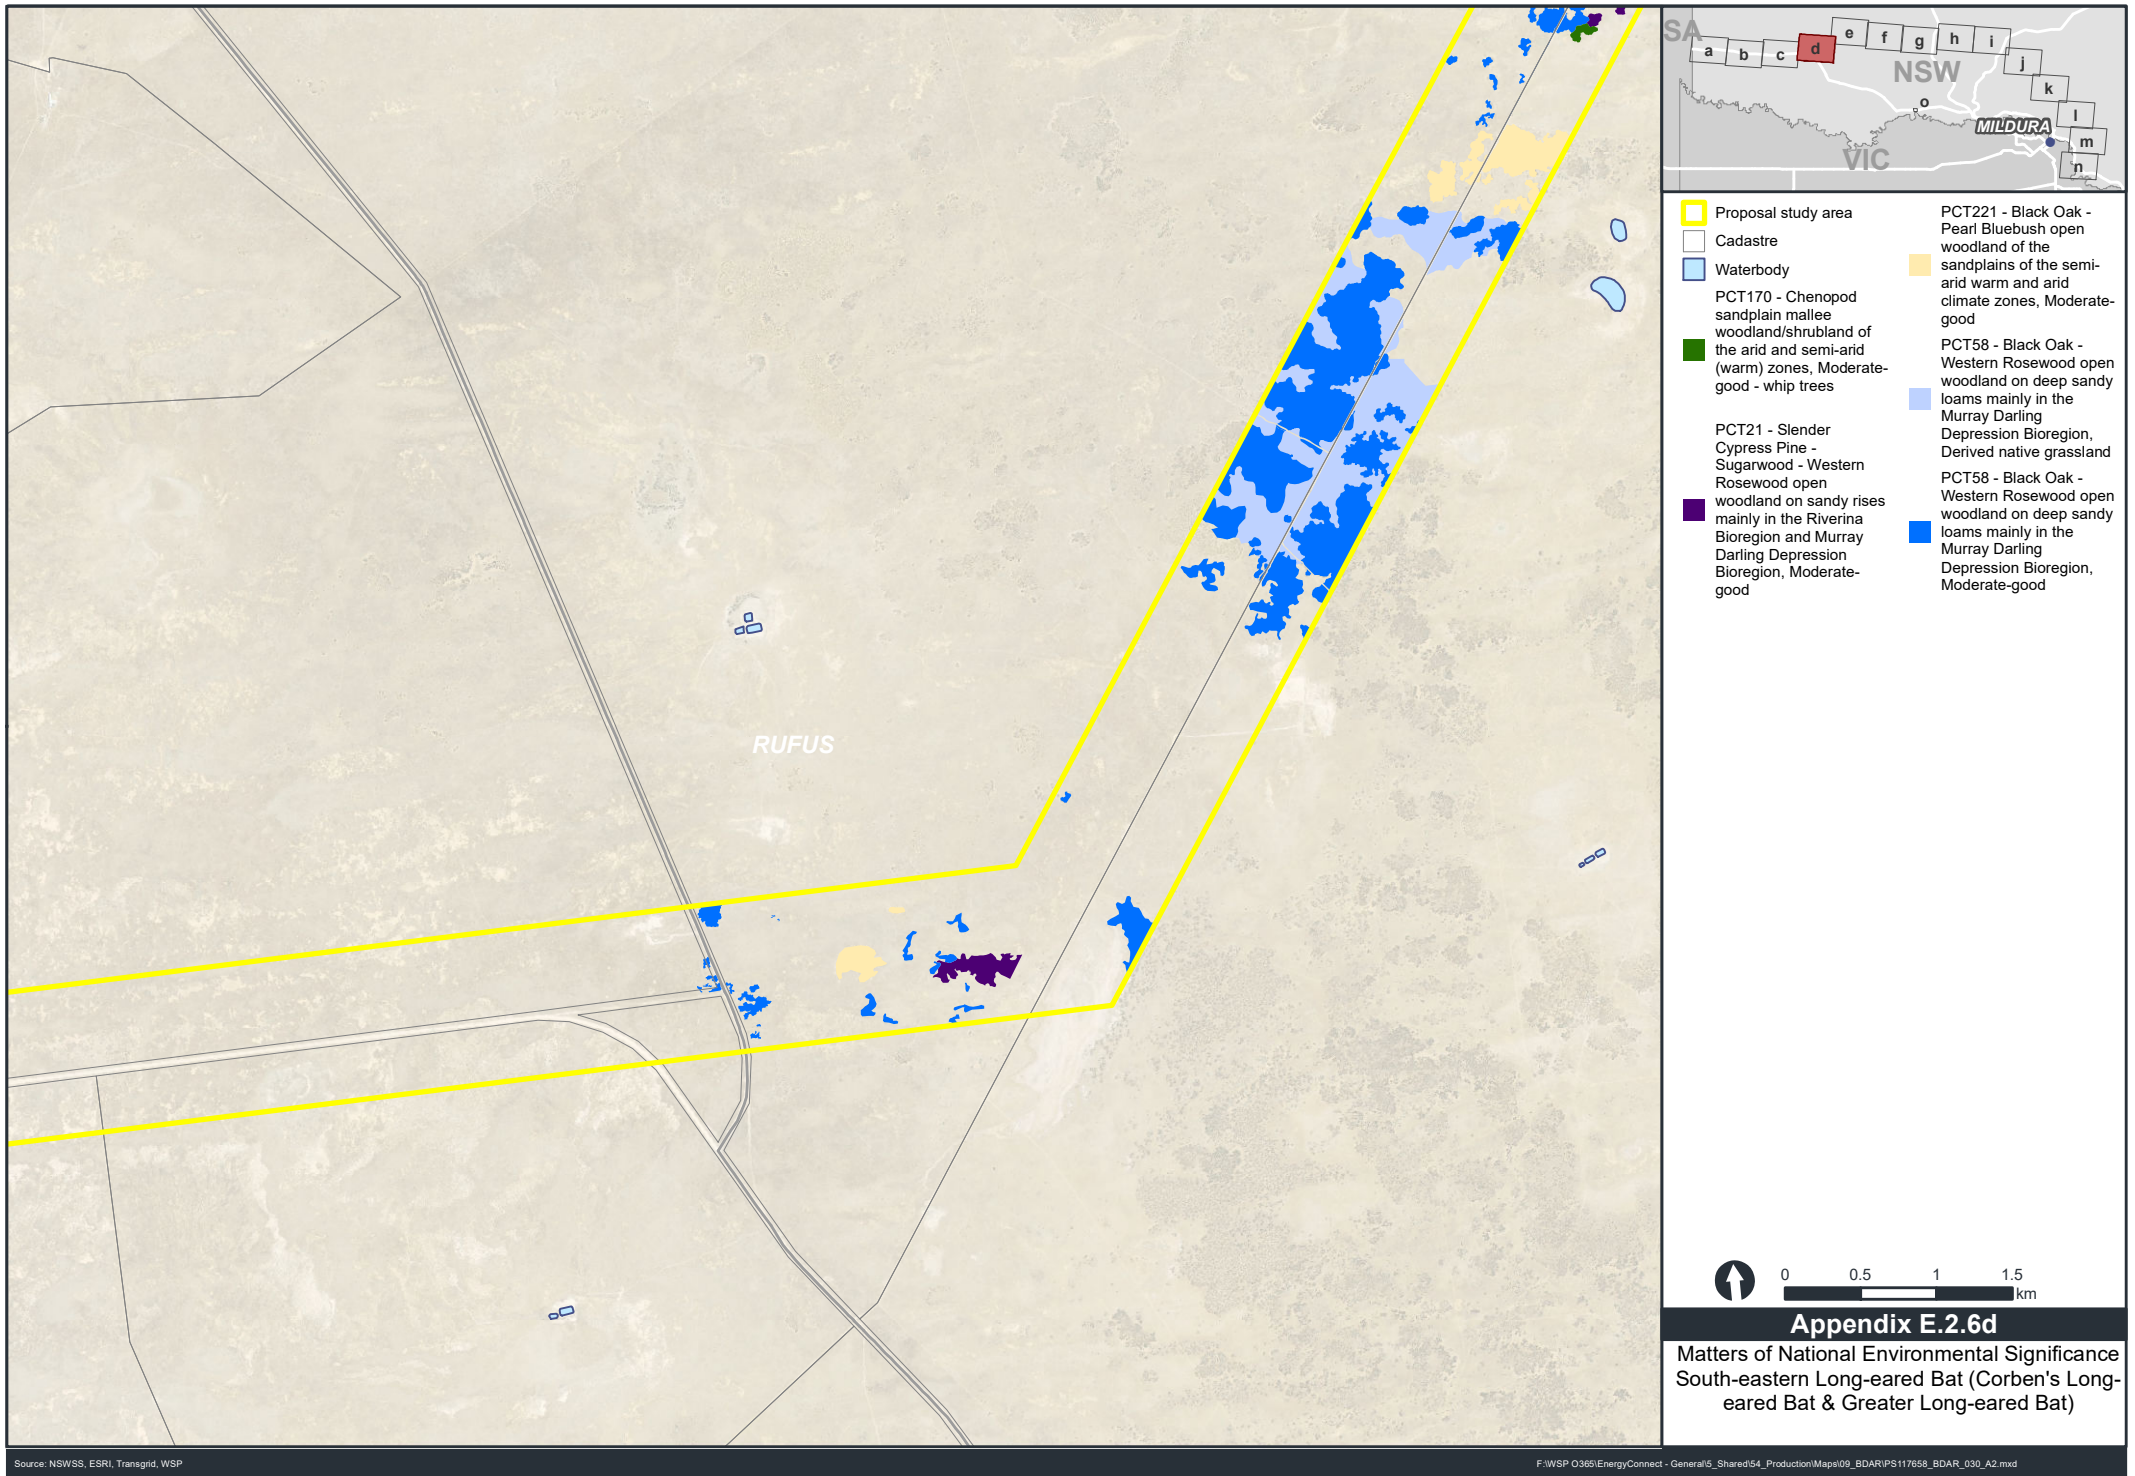 RUFUS
SA
a
b
c
d
e
f
g
h
i
j
k
l
m
n
o
NSW
MILDURA
VIC
Proposal study area
Cadastre
Waterbody
PCT170 - Chenopod
sandplain mallee
woodland/shrubland of
the arid and semi-arid
(warm) zones, Moderate-
good - whip trees
PCT21 - Slender
Cypress Pine -
Sugarwood - Western
Rosewood open
woodland on sandy rises
mainly in the Riverina
Bioregion and Murray
Darling Depression
Bioregion, Moderate-
good
PCT221 - Black Oak -
Pearl Bluebush open
woodland of the
sandplains of the semi-
arid warm and arid
climate zones, Moderate-
good
PCT58 - Black Oak -
Western Rosewood open
woodland on deep sandy
loams mainly in the
Murray Darling
Depression Bioregion,
Derived native grassland
PCT58 - Black Oak -
Western Rosewood open
woodland on deep sandy
loams mainly in the
Murray Darling
Depression Bioregion,
Moderate-good
0 0.5 1 1.5
km
Appendix E.2.6d
Matters of National Environmental Significance
South-eastern Long-eared Bat (Corben's Long-
eared Bat & Greater Long-eared Bat)
Source: NSWSS, ESRI, Transgrid, WSP
F:\WSP O365\EnergyConnect - General\5_Shared\54_Production\Maps\09_BDAR\PS117658_BDAR_030_A2.mxd